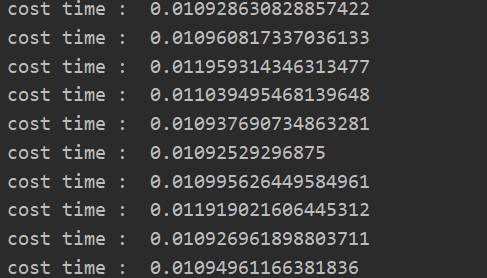 cost time :  0.010928630828857422
cost time :  0.010960817337036133
cost time :  0.011959314346313477
cost time :  0.011039495468139648
cost time :  0.010937690734863281
cost time :  0.01092529296875
cost time :  0.010995626449584961
cost time :  0.011919021606445312
cost time :  0.010926961898803711
cost time :  0.01094961166381836